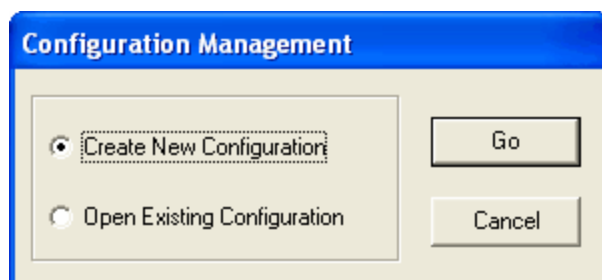 Configuration Management
Create New Configuration
Go
Open Existing Configuration
Cancel